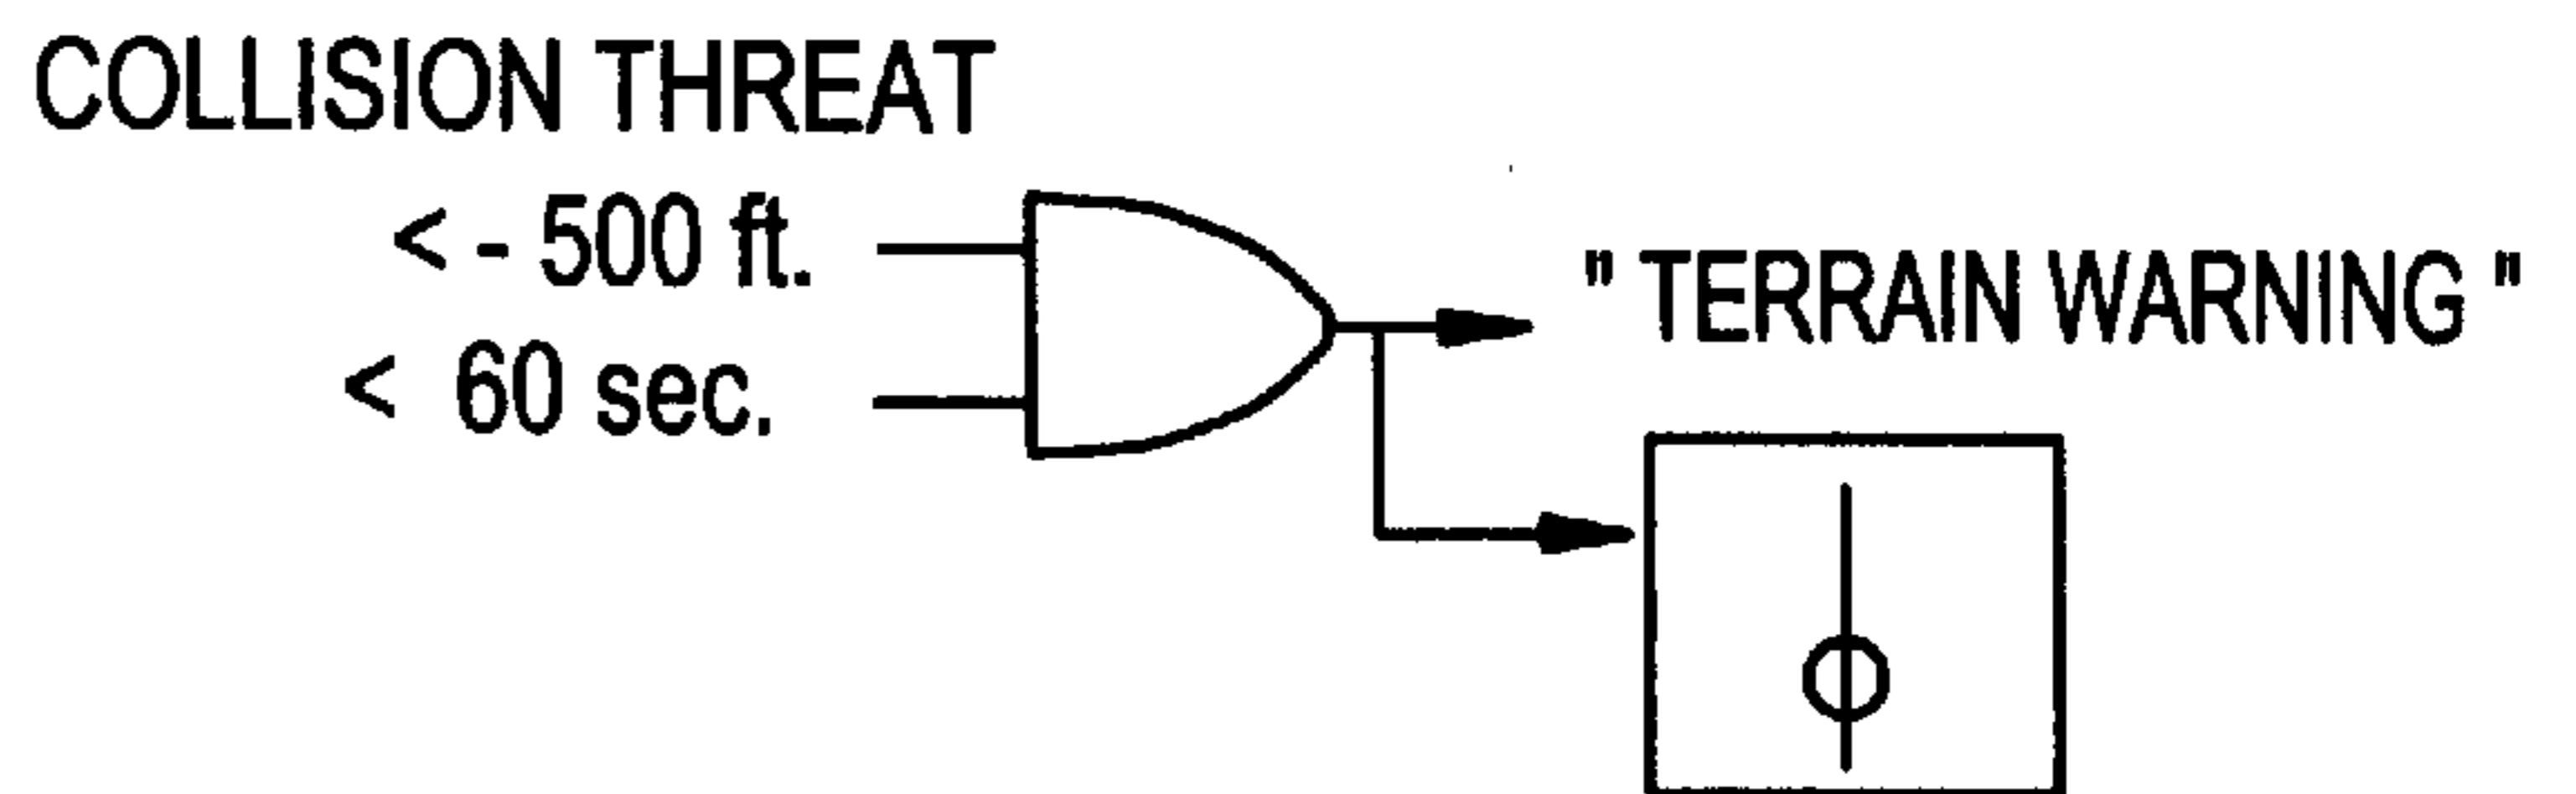 COLLISION THREAT
< - 500 ft.
< 60 sec.
" TERRAIN WARNING "